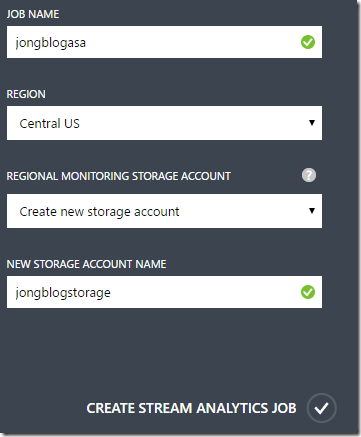 JOB NAME
jongblogasa
REGION
Central US
REGIONAL MONITORING STORAGE ACCOUNT
?
Create new storage account
NEW STORAGE ACCOUNT NAME
jongblogstorage
CREATE STREAM ANALYTICS JOB